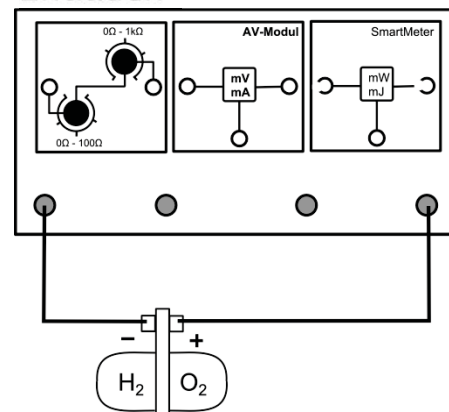 0Ω - 1kΩ
0Ω - 100Ω
AV-Modul
mV
mA
SmartMeter
mW
mJ
− +
H₂ O₂